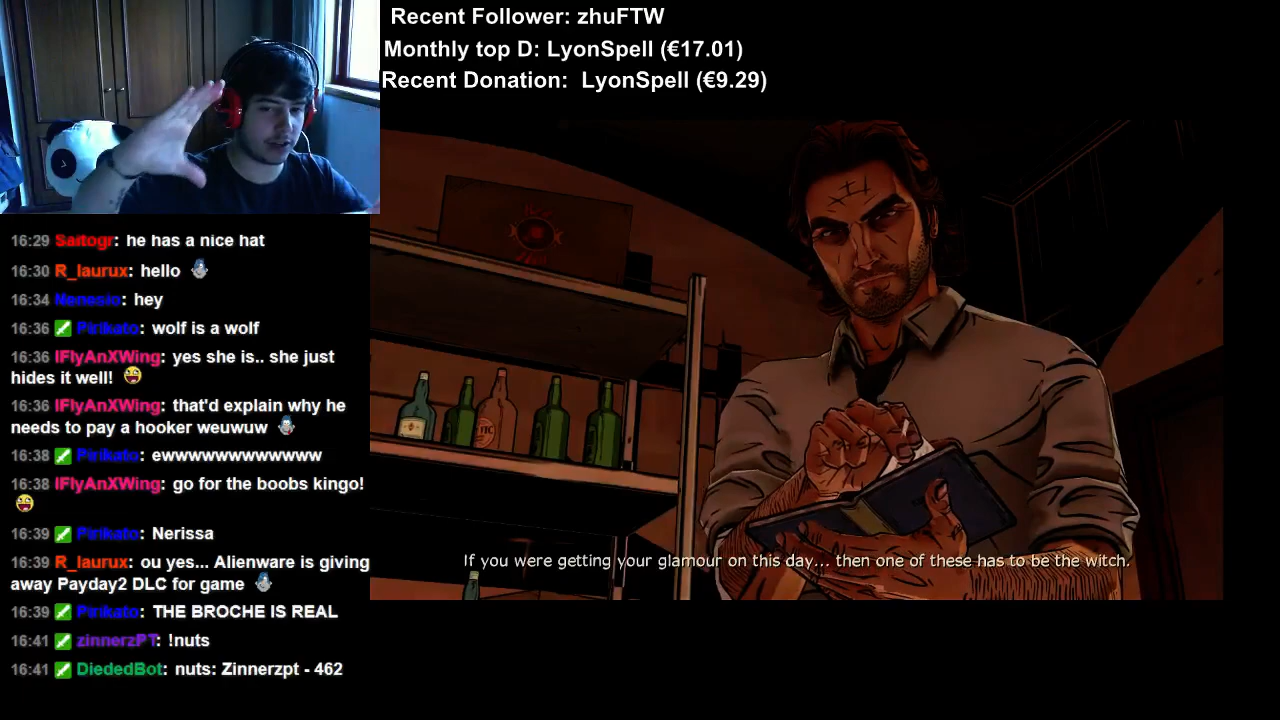 Recent Follower: zhuFTW
Monthly top D: LyonSpell (€17.01)
Recent Donation: LyonSpell (€9.29)
16:29 Saitogr: he has a nice hat
16:30 R_laurux: hello
16:34 Nenesio: hey
16:36 Pirikato: wolf is a wolf
16:36 IFlyAnXWing: yes she is.. she just
hides it well!
16:36 IFlyAnXWing: that'd explain why he
needs to pay a hooker weuwuw
16:38 Pirikato: ewwwwwwwwwwww
16:38 IFlyAnXWing: go for the boobs kingo!
16:39 Pirikato: Nerissa
16:39 R_laurux: ou yes... Alienware is giving
away Payday2 DLC for game
16:39 Pirikato: THE BROCHE IS REAL
16:41 zinnerzPT: !nuts
16:41 DiededBot: nuts: Zinnerzpt - 462
If you were getting your glamour on this day... then one of these has to be the witch.